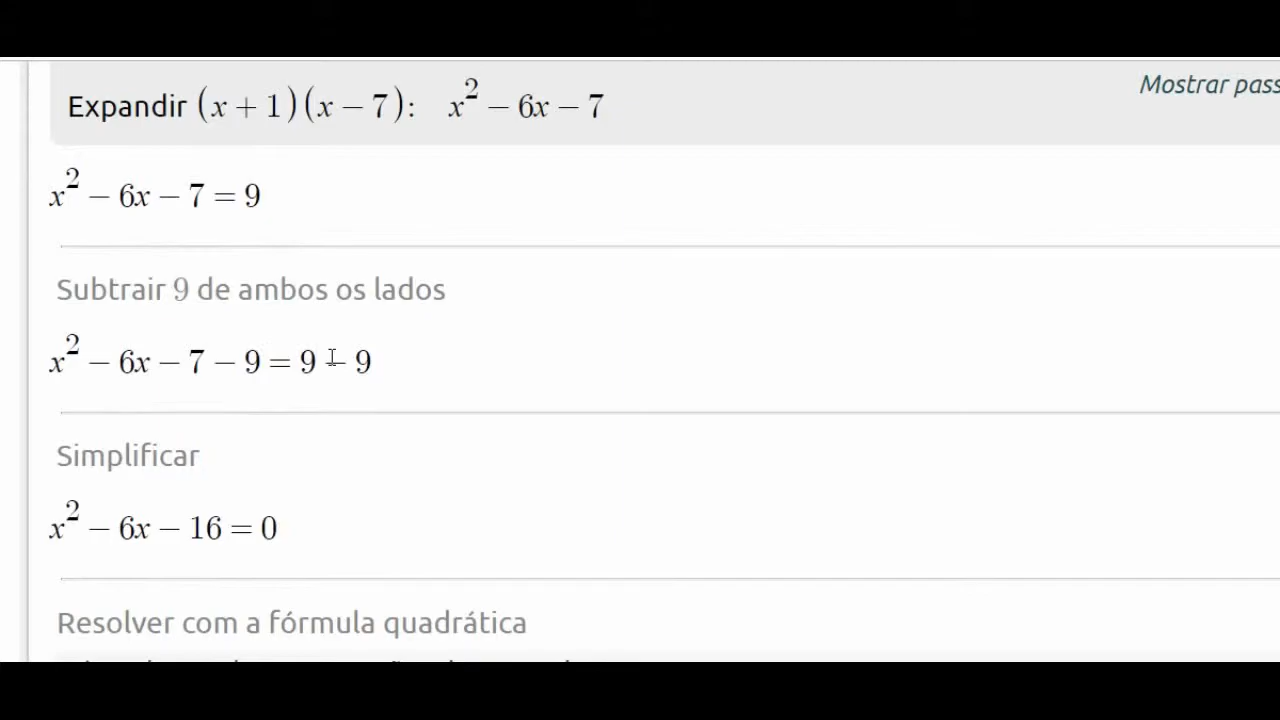 Expandir (x + 1)(x − 7): x² − 6x − 7
Mostrar pass
x² − 6x − 7 = 9
Subtrair 9 de ambos os lados
x² − 6x − 7 − 9 = 9 − 9
Simplificar
x² − 6x − 16 = 0
Resolver com a fórmula quadrática